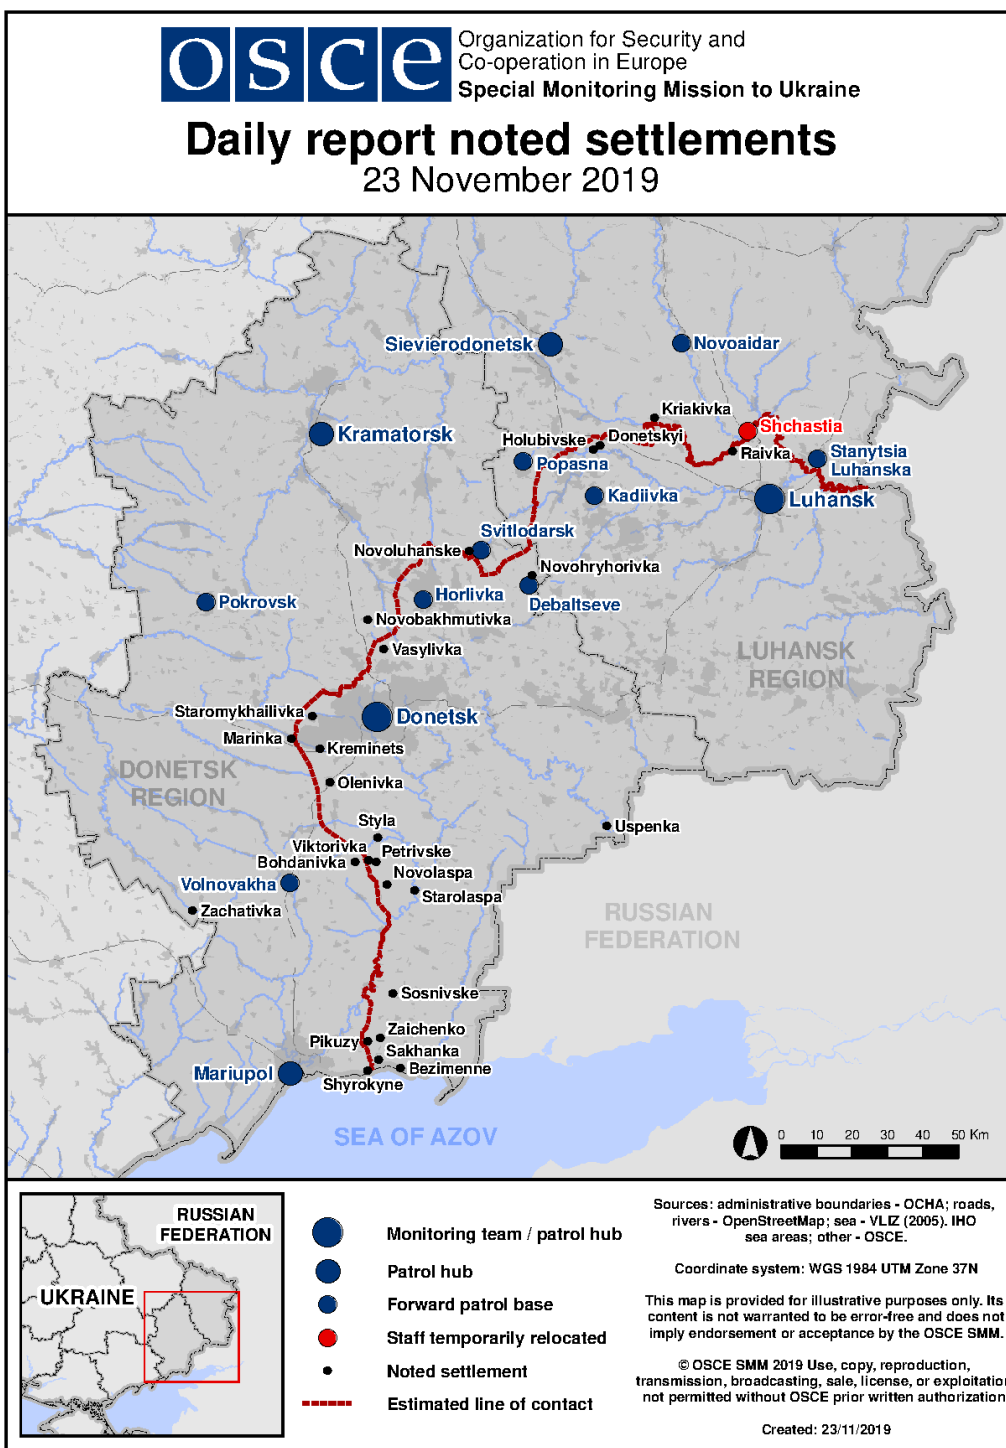 osce
Organization for Security and
Co-operation in Europe
Special Monitoring Mission to Ukraine
Daily report noted settlements
23 November 2019
Sievierodonetsk
Novoaidar
Kriakivka
Kramatorsk
Shchastia
Holubivske
Donetskyi
Raivka
Stanytsia
Luhanska
Popasna
Kadiivka
Luhansk
Svitlodarsk
Novoluhanske
Novohryhorivka
Debaltseve
Horlivka
Pokrovsk
Novobakhmutivka
Vasylivka
LUHANSK
REGION
Staromykhailivka
Donetsk
Marinka
Kreminets
DONETSK
REGION
Olenivka
Styla
Uspenka
Viktorivka
Petrivske
Bohdanivka
Novolaspa
Volnovakha
Starolaspa
Zachativka
RUSSIAN
FEDERATION
Sosnivske
Zaichenko
Pikuzy
Sakhanka
Bezimenne
Mariupol
Shyrokyne
SEA OF AZOV
0 10 20 30 40 50 Km
RUSSIAN
FEDERATION
UKRAINE
Monitoring team / patrol hub
Patrol hub
Forward patrol base
Staff temporarily relocated
Noted settlement
Estimated line of contact
Sources: administrative boundaries - OCHA; roads,
rivers - OpenStreetMap; sea - VLIZ (2005). IHO
sea areas; other - OSCE.
Coordinate system: WGS 1984 UTM Zone 37N
This map is provided for illustrative purposes only. Its
content is not warranted to be error-free and does not
imply endorsement or acceptance by the OSCE SMM.
© OSCE SMM 2019 Use, copy, reproduction,
transmission, broadcasting, sale, license, or exploitation
not permitted without OSCE prior written authorization
Created: 23/11/2019